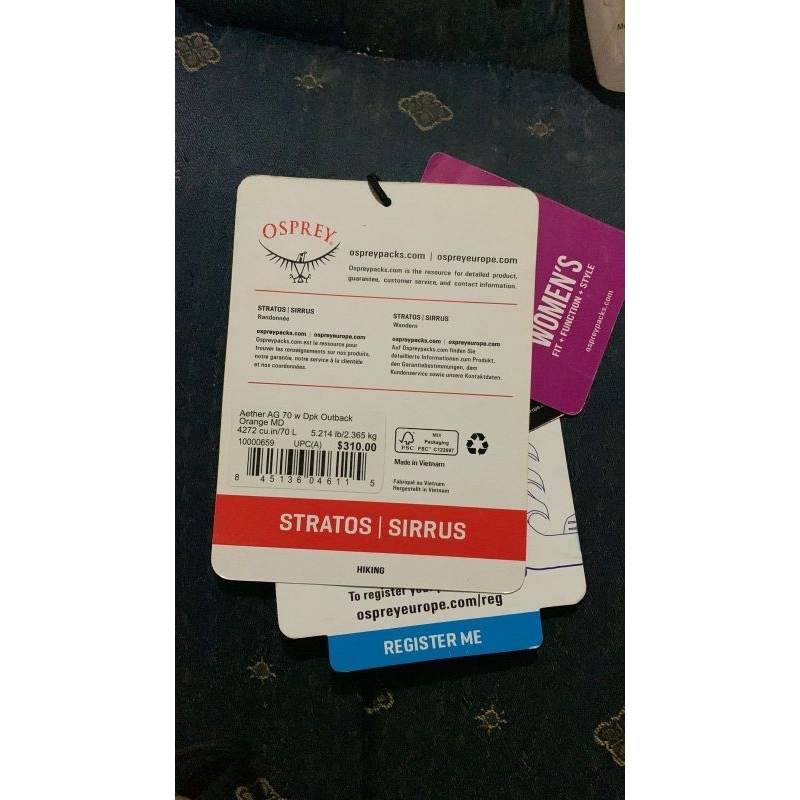 OSPREY
ospreypacks.com | ospreyeurope.com
Ospreypacks.com is the resource for detailed product,
guarantee, customer service, and contact information.
STRATOS | SIRRUS
Randonnée
ospreypacks.com | ospreyeurope.com
Ospreypacks.com est la ressource pour
trouver les renseignements sur nos produits,
notre garantie, notre service à la clientèle
et nos coordonnées.
STRATOS | SIRRUS
Wandern
ospreypacks.com | ospreyeurope.com
Auf Ospreypacks.com finden Sie
detaillierte Informationen zum Produkt,
den Garantiebestimmungen, dem
Kundenservice sowie unsere Kontaktdaten.
Aether AG 70 w Dpk Outback
Orange MD
4272 cu.in/70 L 5.214 lb/2.365 kg
10000659 UPC(A) $310.00
8 45136 04611 5
MIX
Packaging
FSC FSC® C122697
Made in Vietnam
Fabriqué au Vietnam
Hergestellt in Vietnam
STRATOS | SIRRUS
HIKING
WOMEN'S
FIT + FUNCTION + STYLE
ospreypacks.com
To register
ospreyeurope.com/reg
REGISTER ME